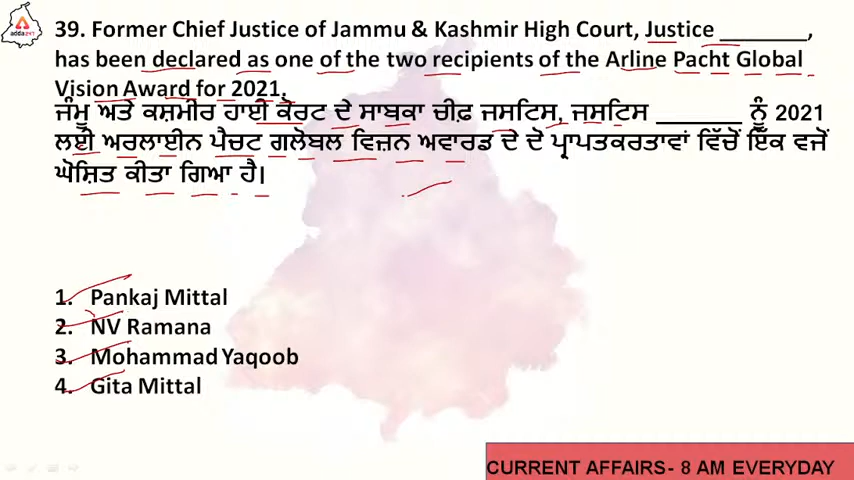 adda247
39. Former Chief Justice of Jammu & Kashmir High Court, Justice _______,
has been declared as one of the two recipients of the Arline Pacht Global
Vision Award for 2021.
ਜੰਮੂ ਅਤੇ ਕਸ਼ਮੀਰ ਹਾਈ ਕੋਰਟ ਦੇ ਸਾਬਕਾ ਚੀਫ਼ ਜਸਟਿਸ, ਜਸਟਿਸ _______ ਨੂੰ 2021
ਲਈ ਅਰਲਾਈਨ ਪੈਚਟ ਗਲੋਬਲ ਵਿਜ਼ਨ ਅਵਾਰਡ ਦੇ ਦੋ ਪ੍ਰਾਪਤਕਰਤਾਵਾਂ ਵਿੱਚੋਂ ਇੱਕ ਵਜੋਂ
ਘੋਸ਼ਿਤ ਕੀਤਾ ਗਿਆ ਹੈ।
1. Pankaj Mittal
2. NV Ramana
3. Mohammad Yaqoob
4. Gita Mittal
CURRENT AFFAIRS- 8 AM EVERYDAY